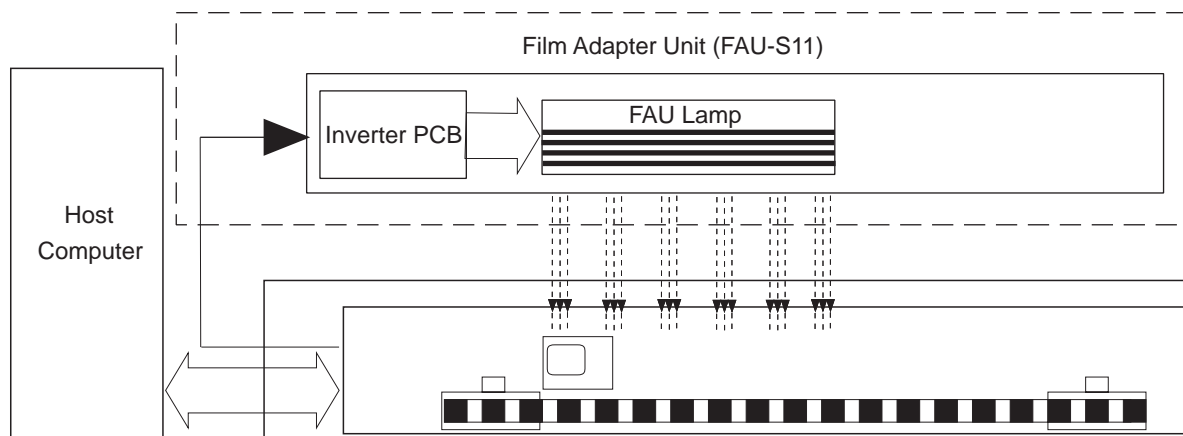 Film Adapter Unit (FAU-S11)
Inverter PCB
FAU Lamp
Host
Computer